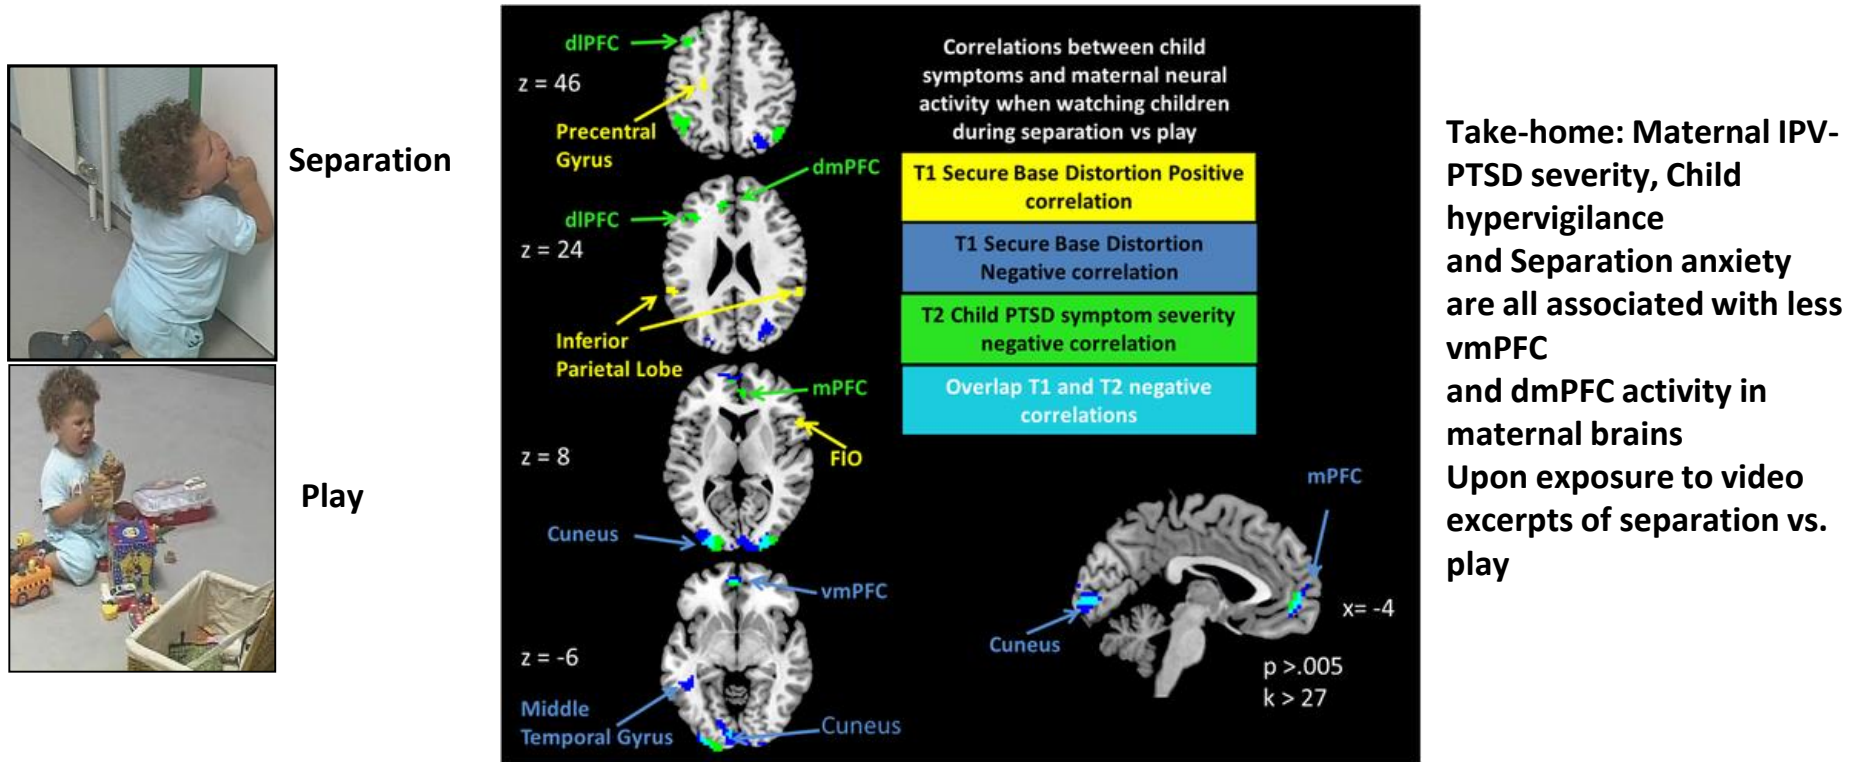 Separation
Play
dlPFC
z = 46
Precentral
Gyrus
dmPFC
dlPFC
z = 24
Inferior
Parietal Lobe
mPFC
z = 8
FIO
Cuneus
vmPFC
z = -6
Middle
Temporal Gyrus
Cuneus
Correlations between child
symptoms and maternal neural
activity when watching children
during separation vs play
T1 Secure Base Distortion Positive
correlation
T1 Secure Base Distortion
Negative correlation
T2 Child PTSD symptom severity
negative correlation
Overlap T1 and T2 negative
correlations
mPFC
x= -4
Cuneus
p >.005
k > 27
Take-home: Maternal IPV-
PTSD severity, Child
hypervigilance
and Separation anxiety
are all associated with less
vmPFC
and dmPFC activity in
maternal brains
Upon exposure to video
excerpts of separation vs.
play